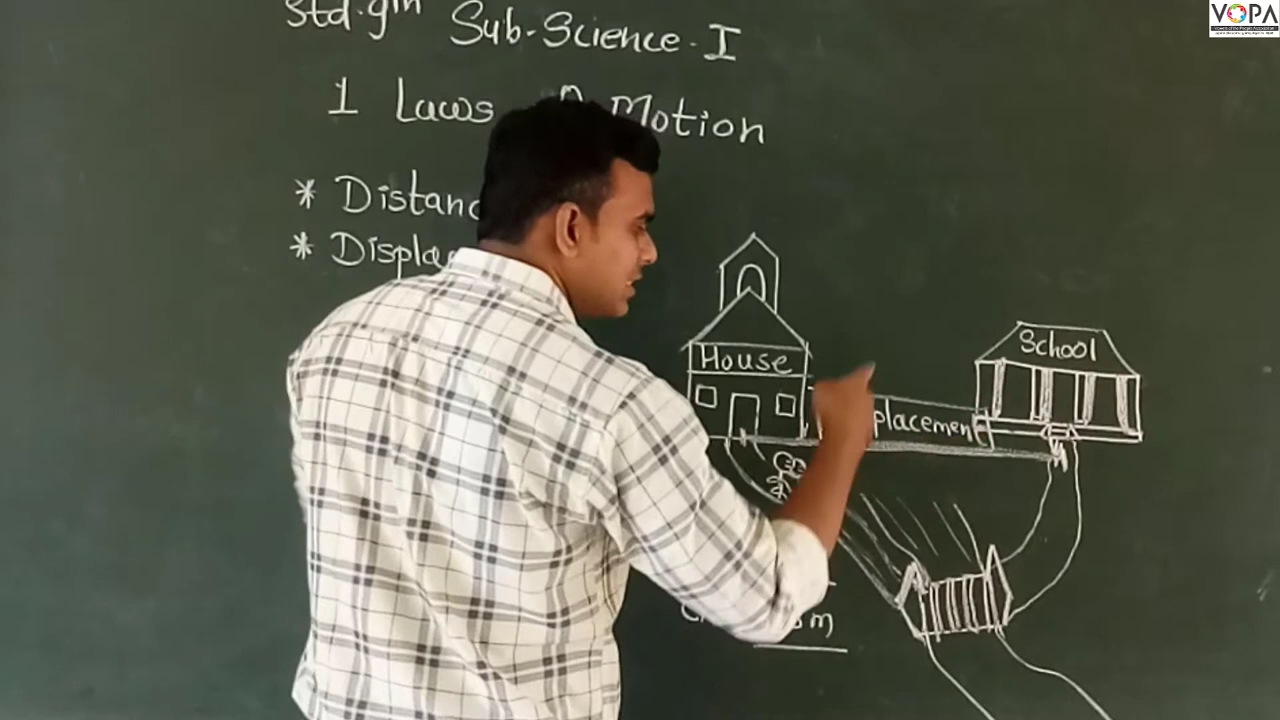 Std.9th Sub-Science-I
1 Laws Motion
* Distanc
* Displa
House
School
placement
m
VOPA